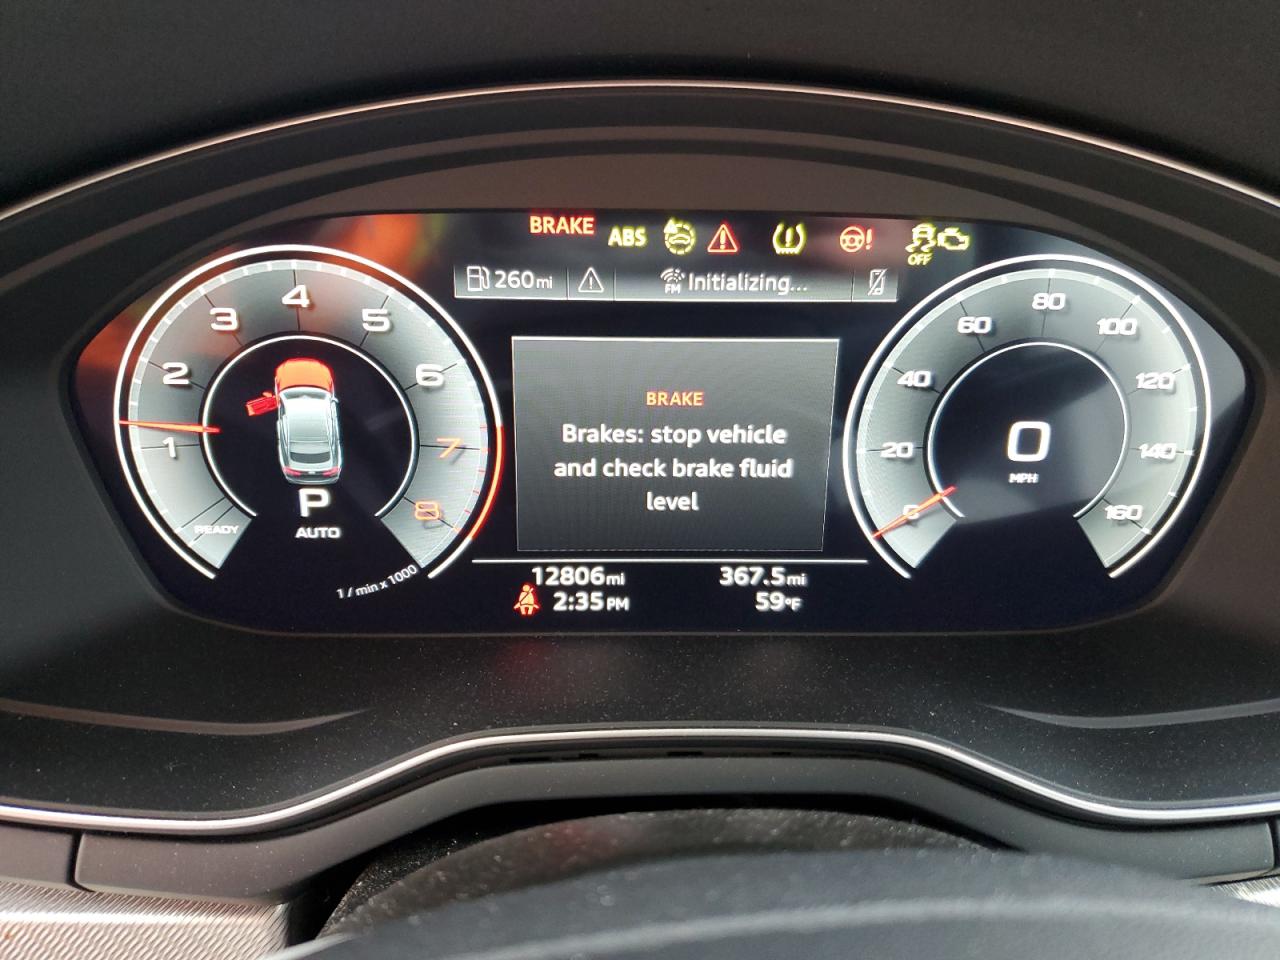 BRAKE
ABS
OFF
260mi
FM Initializing...
1
2
3
4
5
6
7
8
READY
P
AUTO
1 / min x 1000
BRAKE
Brakes: stop vehicle
and check brake fluid
level
0
20
40
60
80
100
120
140
160
0
MPH
12806mi
367.5mi
2:35 PM
59°F